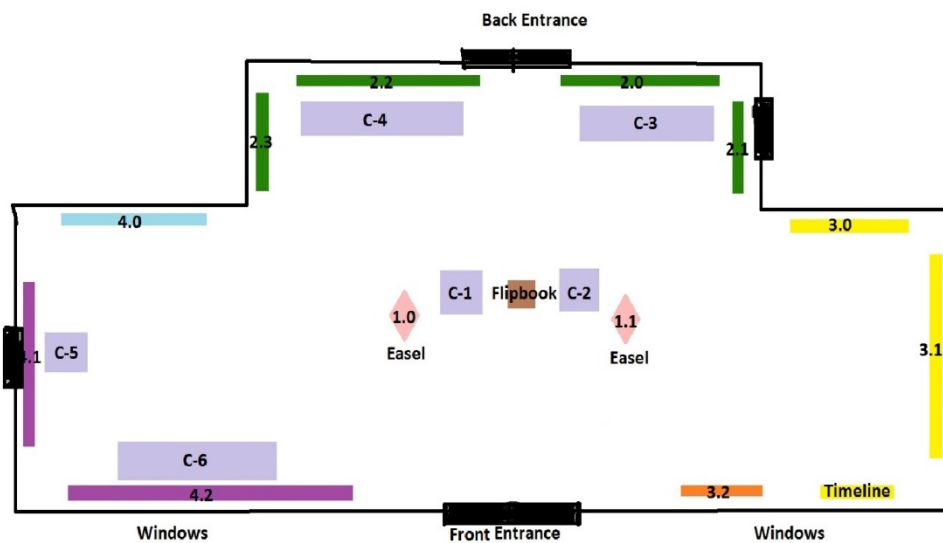 Back Entrance
2.2
2.0
C-4
C-3
2.3
2.1
4.0
3.0
C-1
Flipbook
C-2
1.0
1.1
3.1
4.1
C-5
Easel
Easel
C-6
4.2
3.2
Timeline
Windows
Front Entrance
Windows